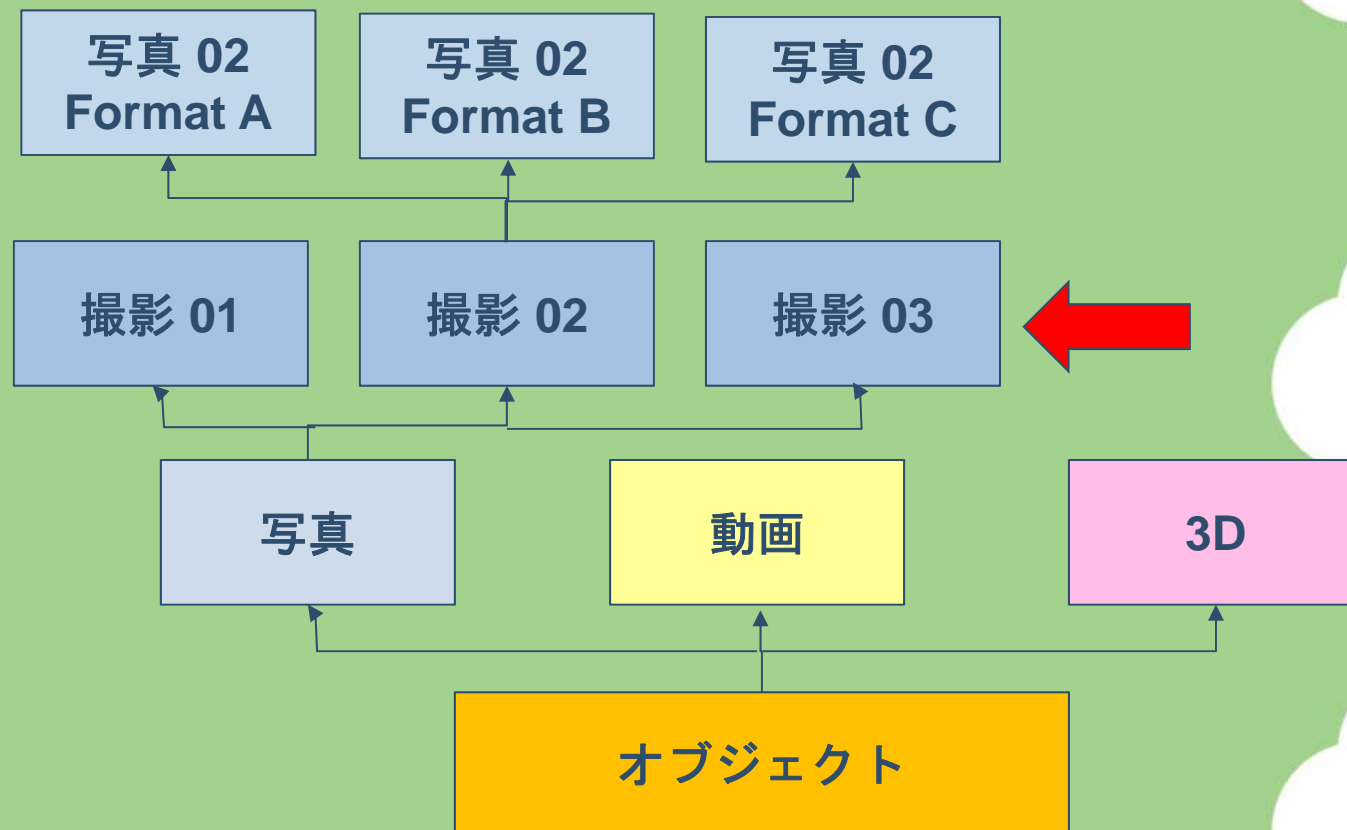 写真 02
Format A
写真 02
Format B
写真 02
Format C
撮影 01
撮影 02
撮影 03
写真
動画
3D
オブジェクト